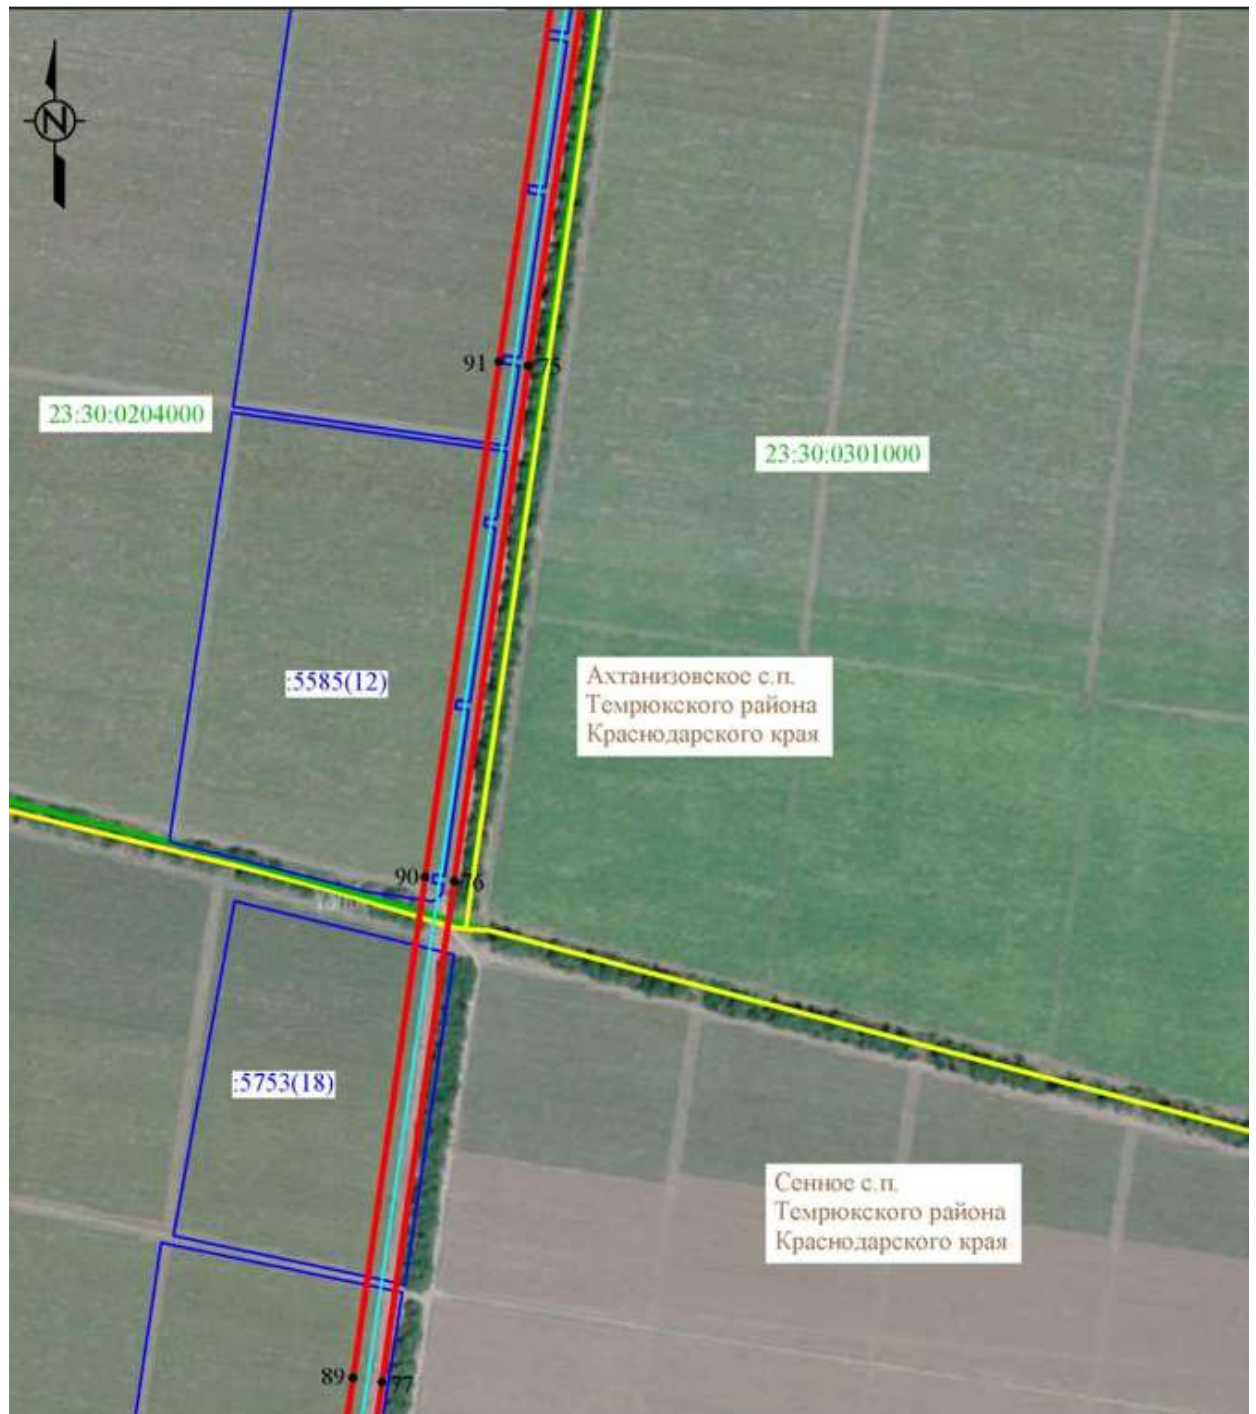 N
91
75
23:30:0204000
23:30:0301000
:5585(12)
Ахтанизовское с.п.
Темрюкского района
Краснодарского края
90
76
:5753(18)
Сенное с.п.
Темрюкского района
Краснодарского края
89
77